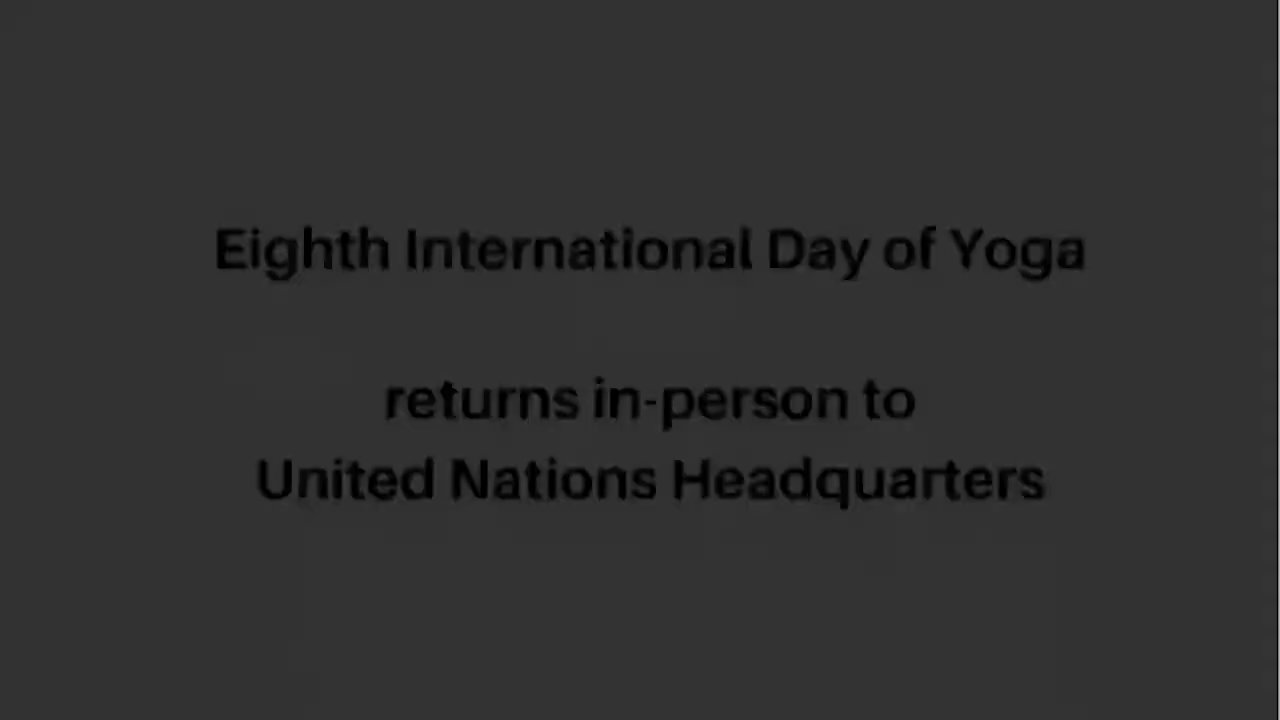 Eighth International Day of Yoga
returns in-person to
United Nations Headquarters